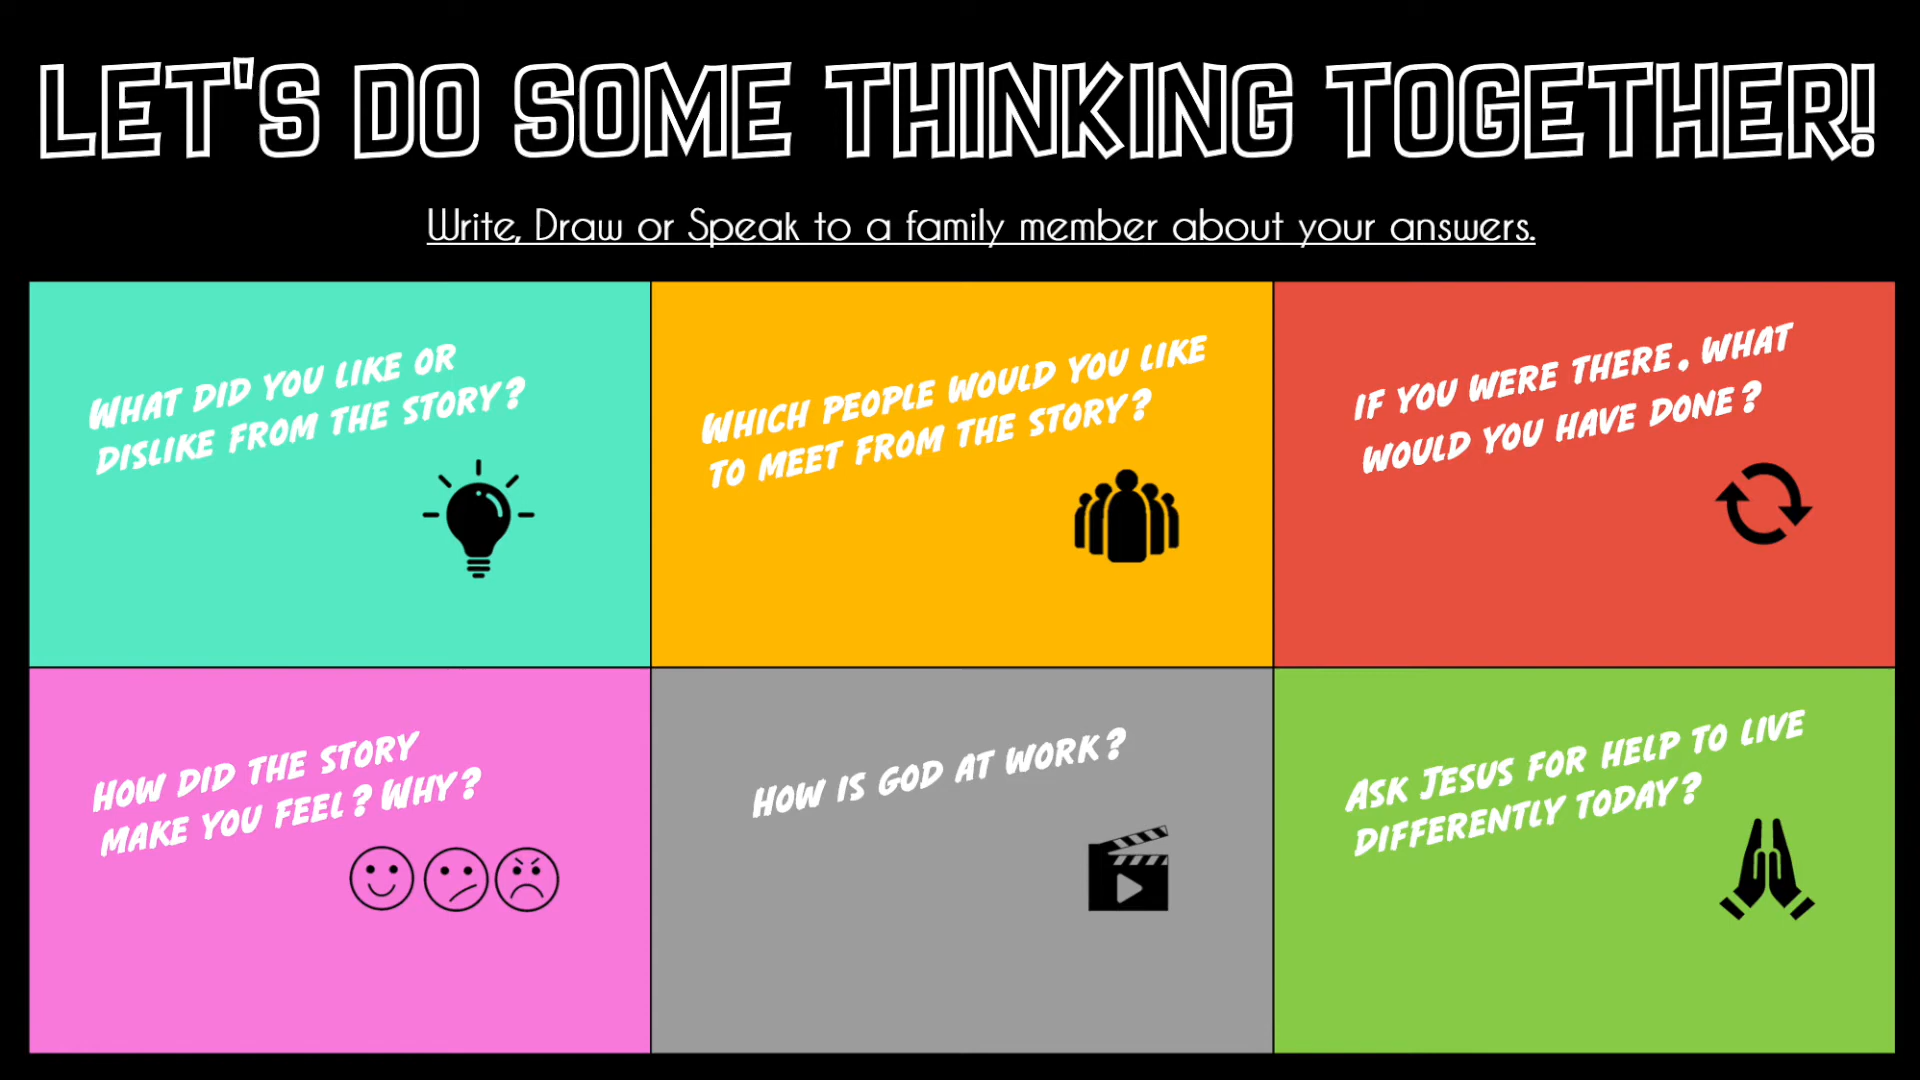 LET'S DO SOME THINKING TOGETHER!
Write, Draw or Speak to a family member about your answers.
WHAT DID YOU LIKE OR
DISLIKE FROM THE STORY?
WHICH PEOPLE WOULD YOU LIKE
TO MEET FROM THE STORY?
IF YOU WERE THERE, WHAT
WOULD YOU HAVE DONE?
HOW DID THE STORY
MAKE YOU FEEL? WHY?
HOW IS GOD AT WORK?
ASK JESUS FOR HELP TO LIVE
DIFFERENTLY TODAY?